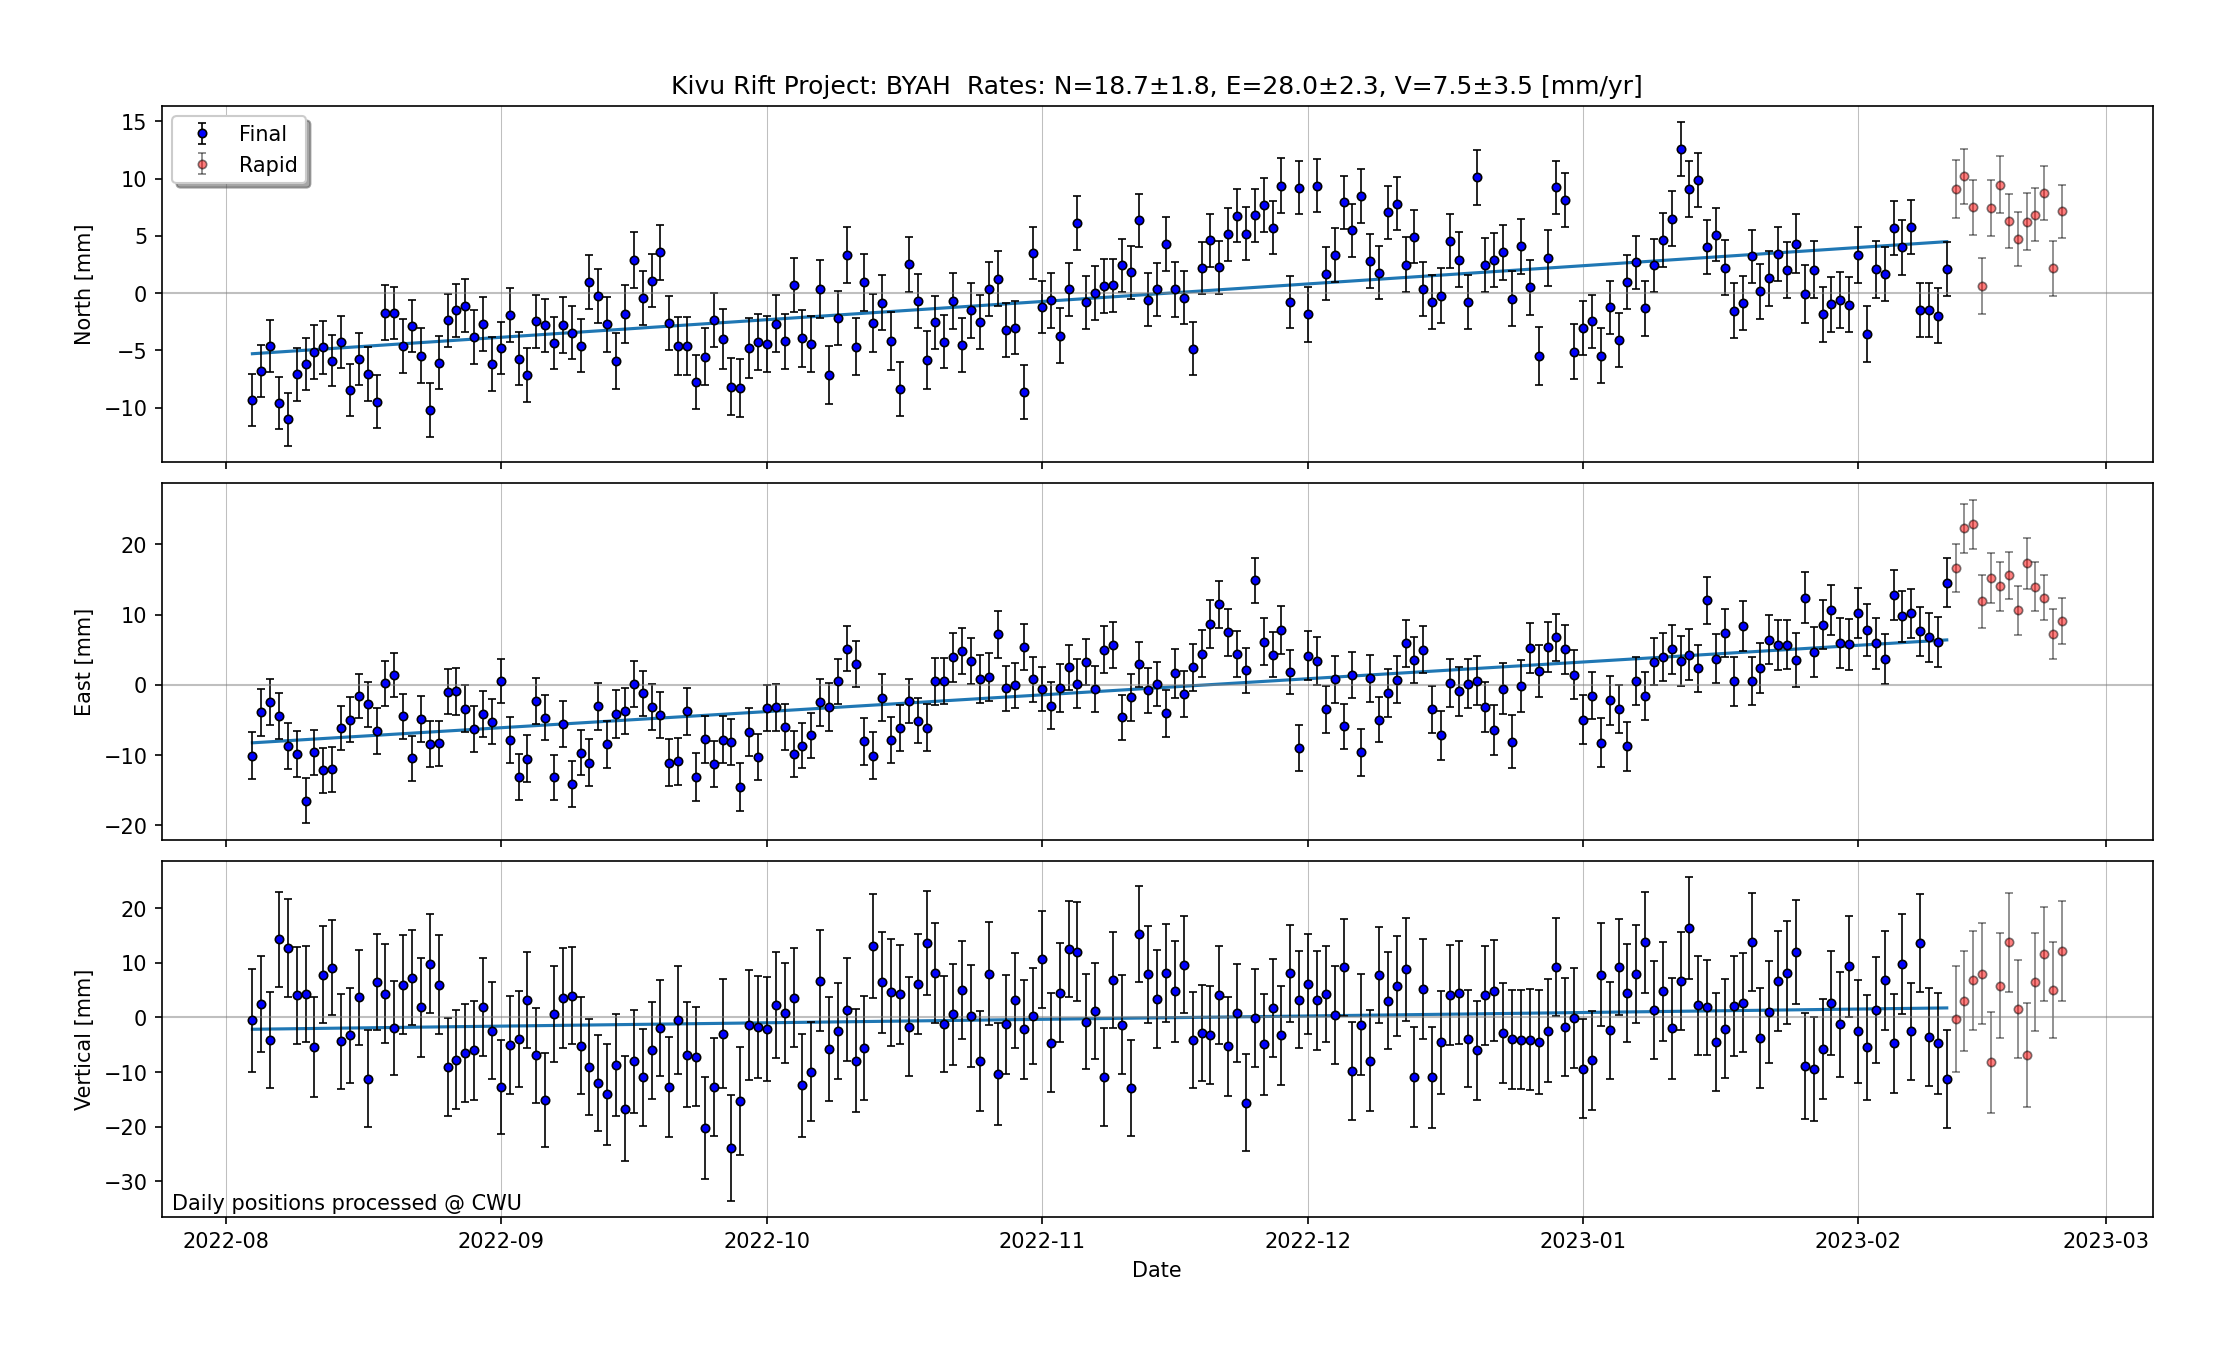 Kivu Rift Project: BYAH  Rates: N=18.7±1.8, E=28.0±2.3, V=7.5±3.5 [mm/yr]
Final
Rapid
15
10
5
0
−5
−10
North [mm]
20
10
0
−10
−20
East [mm]
20
10
0
−10
−20
−30
Vertical [mm]
Daily positions processed @ CWU
2022-08 2022-09 2022-10 2022-11 2022-12 2023-01 2023-02 2023-03
Date